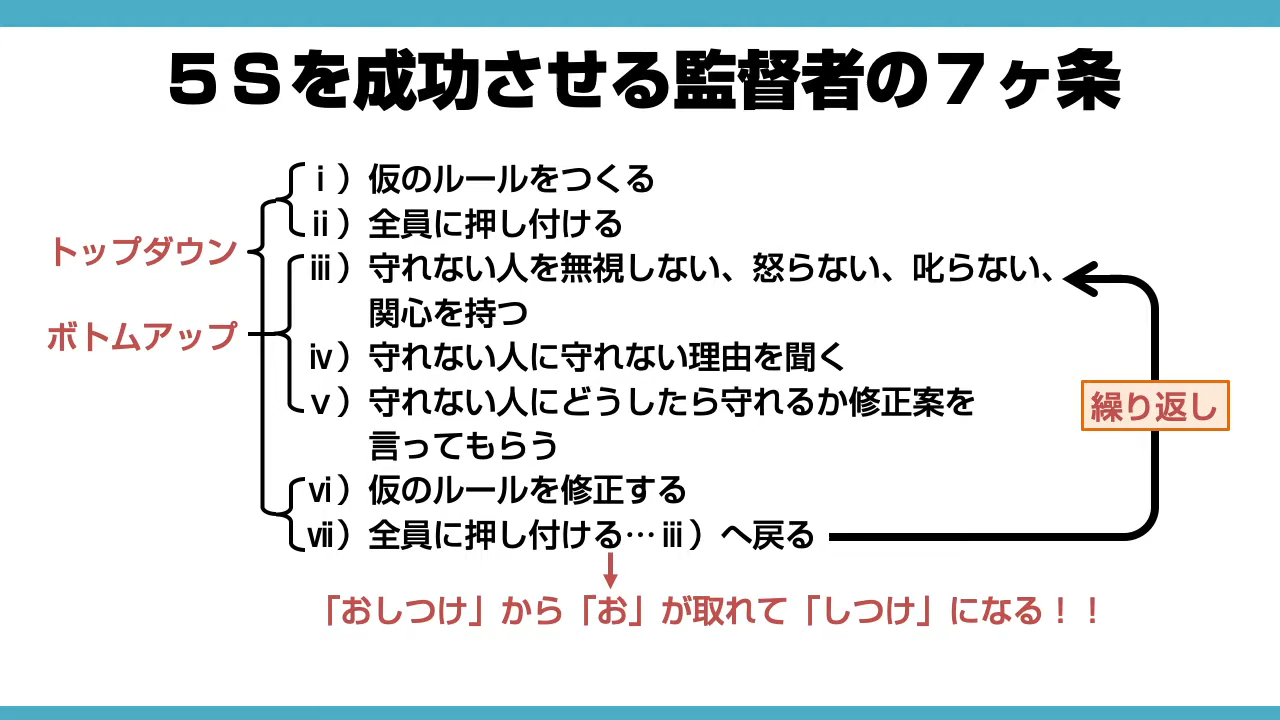 ５Ｓを成功させる監督者の７ヶ条
ⅰ）仮のルールをつくる
ⅱ）全員に押し付ける
トップダウン
ⅲ）守れない人を無視しない、怒らない、叱らない、
関心を持つ
ボトムアップ
ⅳ）守れない人に守れない理由を聞く
ⅴ）守れない人にどうしたら守れるか修正案を
言ってもらう
繰り返し
ⅵ）仮のルールを修正する
ⅶ）全員に押し付ける…ⅲ）へ戻る
「おしつけ」から「お」が取れて「しつけ」になる！！